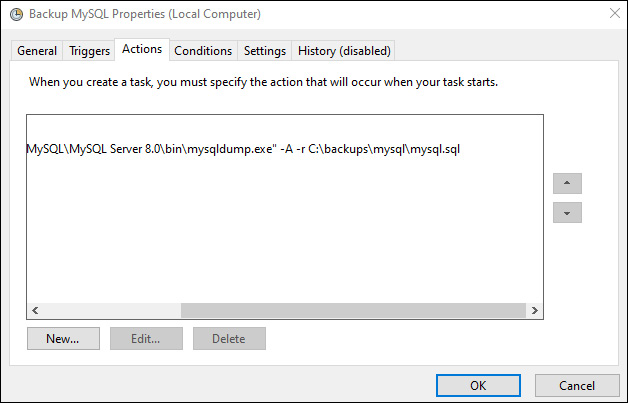 Backup MySQL Properties (Local Computer)
General Triggers Actions Conditions Settings History (disabled)
When you create a task, you must specify the action that will occur when your task starts.
MySQL\MySQL Server 8.0\bin\mysqldump.exe" -A -r C:\backups\mysql\mysql.sql
New... Edit... Delete
OK Cancel